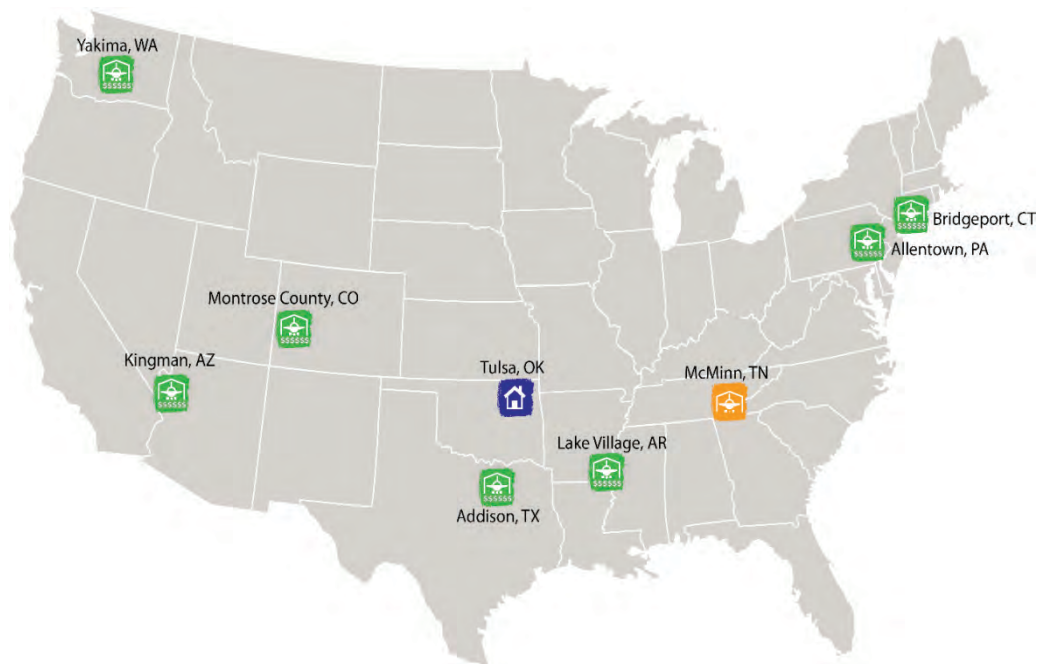 Yakima, WA
$$$$$$
Bridgeport, CT
$$$$$$
Allentown, PA
$$$$$$
Montrose County, CO
$$$$$$
Kingman, AZ
$$$$$$
Tulsa, OK
McMinn, TN
Lake Village, AR
$$$$$$
Addison, TX
$$$$$$